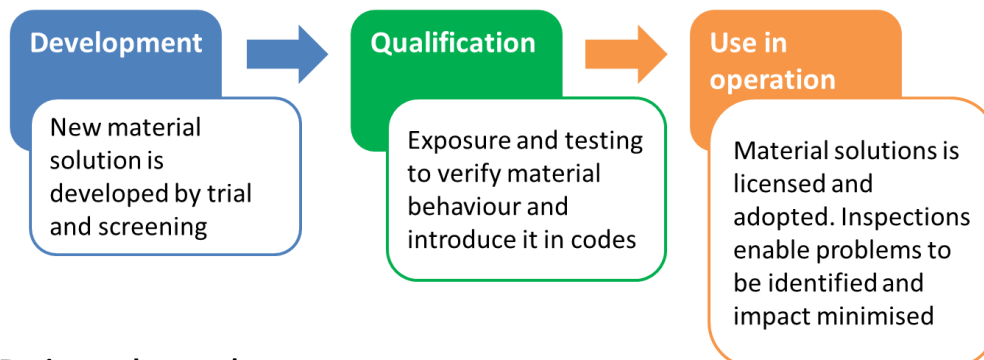 Development
New material
solution is
developed by trial
and screening
Qualification
Exposure and testing
to verify material
behaviour and
introduce it in codes
Use in
operation
Material solutions is
licensed and
adopted. Inspections
enable problems to
be identified and
impact minimised